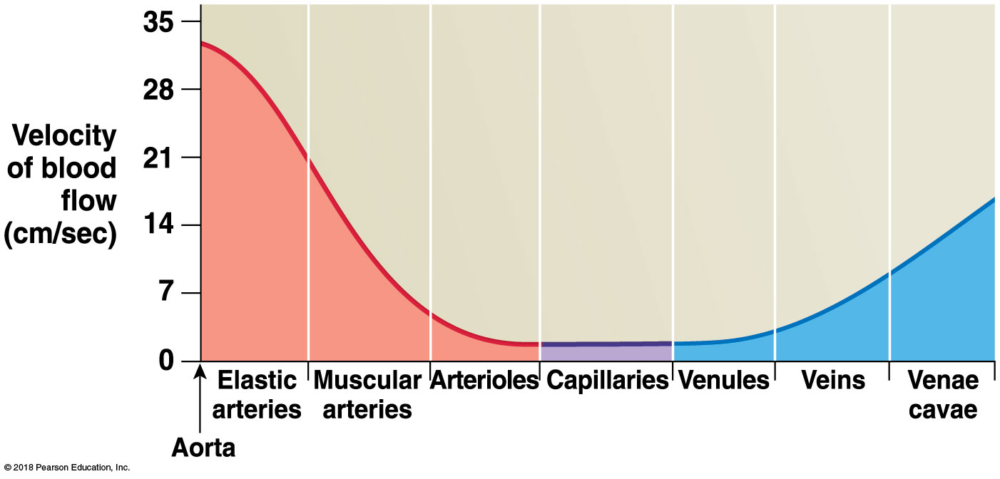 35
28
21
14
7
0
Velocity
of blood
flow
(cm/sec)
Elastic
arteries
Muscular
arteries
Arterioles
Capillaries
Venules
Veins
Venae
cavae
Aorta
© 2018 Pearson Education, Inc.